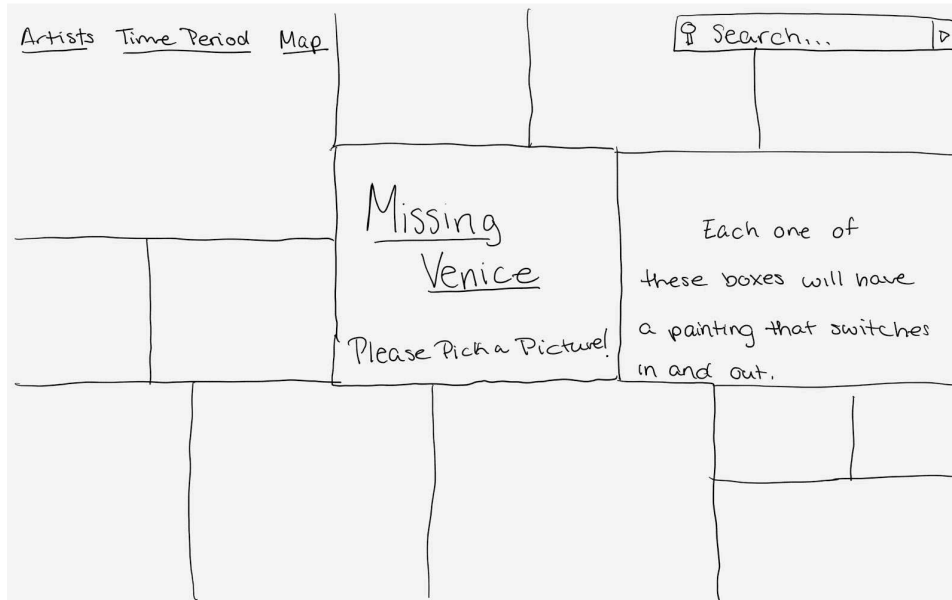 Artists Time Period Map
Search...
Missing
Venice
Please Pick a Picture!
Each one of
these boxes will have
a painting that switches
in and out.